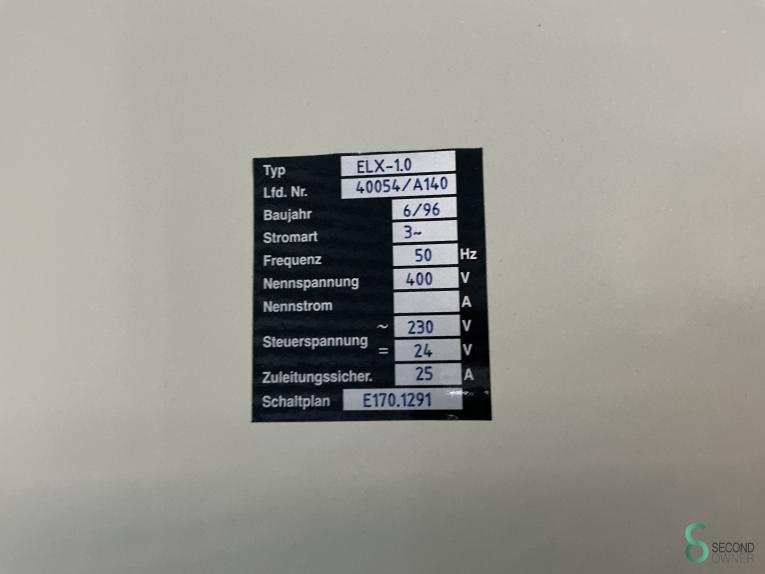 Typ ELX-1.0
Lfd. Nr. 40054/A140
Baujahr 6/96
Stromart 3~
Frequenz 50 Hz
Nennspannung 400 V
Nennstrom A
Steuerspannung ~ 230 V
= 24 V
Zuleitungssicher. 25 A
Schaltplan E170.1291
SECOND
OWNER